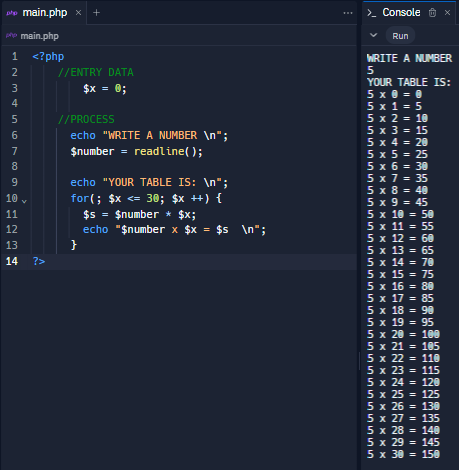 php main.php × +
php main.php
1 <?php
2 //ENTRY DATA
3 $x = 0;
4
5 //PROCESS
6 echo "WRITE A NUMBER \n";
7 $number = readline();
8
9 echo "YOUR TABLE IS: \n";
10 for(; $x <= 30; $x ++) {
11 $s = $number * $x;
12 echo "$number x $x = $s  \n";
13 }
14 ?>
>_ Console ×
Run
WRITE A NUMBER
5
YOUR TABLE IS:
5 x 0 = 0
5 x 1 = 5
5 x 2 = 10
5 x 3 = 15
5 x 4 = 20
5 x 5 = 25
5 x 6 = 30
5 x 7 = 35
5 x 8 = 40
5 x 9 = 45
5 x 10 = 50
5 x 11 = 55
5 x 12 = 60
5 x 13 = 65
5 x 14 = 70
5 x 15 = 75
5 x 16 = 80
5 x 17 = 85
5 x 18 = 90
5 x 19 = 95
5 x 20 = 100
5 x 21 = 105
5 x 22 = 110
5 x 23 = 115
5 x 24 = 120
5 x 25 = 125
5 x 26 = 130
5 x 27 = 135
5 x 28 = 140
5 x 29 = 145
5 x 30 = 150